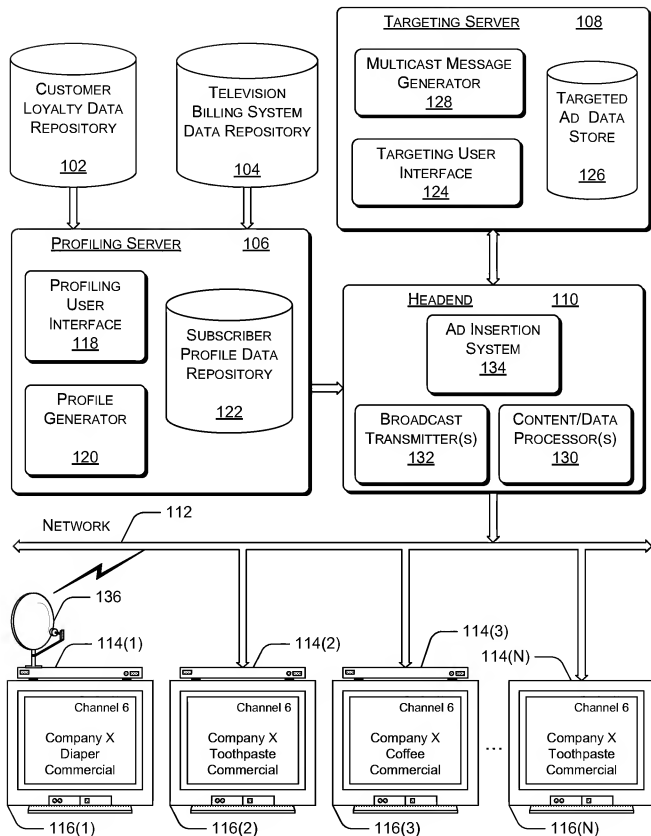 CUSTOMER
LOYALTY DATA
REPOSITORY
102
TELEVISION
BILLING SYSTEM
DATA REPOSITORY
104
TARGETING SERVER 108
MULTICAST MESSAGE
GENERATOR
128
TARGETING USER
INTERFACE
124
TARGETED
AD DATA
STORE
126
PROFILING SERVER 106
PROFILING
USER
INTERFACE
118
PROFILE
GENERATOR
120
SUBSCRIBER
PROFILE DATA
REPOSITORY
122
HEADEND 110
AD INSERTION
SYSTEM
134
BROADCAST
TRANSMITTER(S)
132
CONTENT/DATA
PROCESSOR(S)
130
NETWORK
112
136
114(1)
114(2)
114(3)
114(N)
Channel 6
Company X
Diaper
Commercial
Channel 6
Company X
Toothpaste
Commercial
Channel 6
Company X
Coffee
Commercial
...
Channel 6
Company X
Toothpaste
Commercial
116(1)
116(2)
116(3)
116(N)